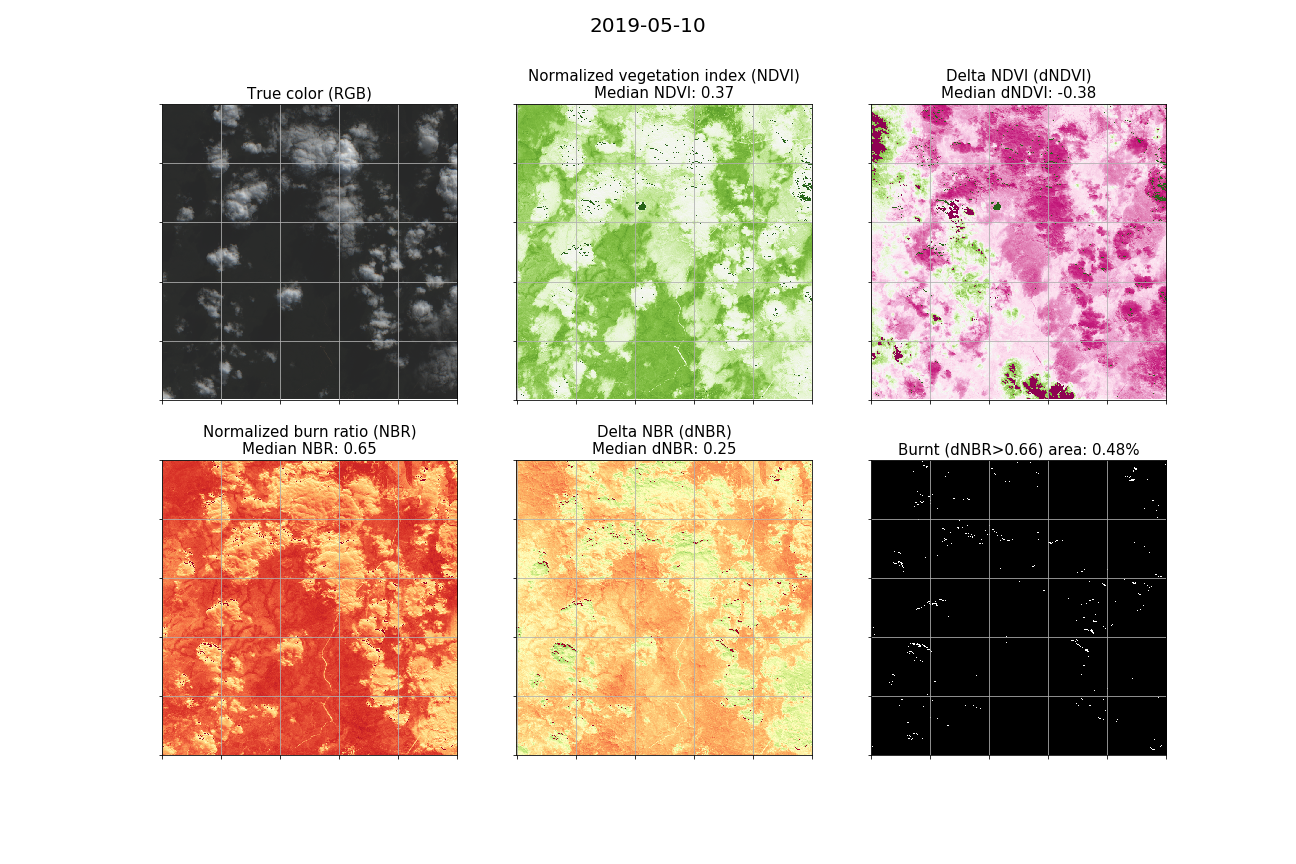 2019-05-10
True color (RGB)
Normalized vegetation index (NDVI)
Median NDVI: 0.37
Delta NDVI (dNDVI)
Median dNDVI: -0.38
Normalized burn ratio (NBR)
Median NBR: 0.65
Delta NBR (dNBR)
Median dNBR: 0.25
Burnt (dNBR>0.66) area: 0.48%